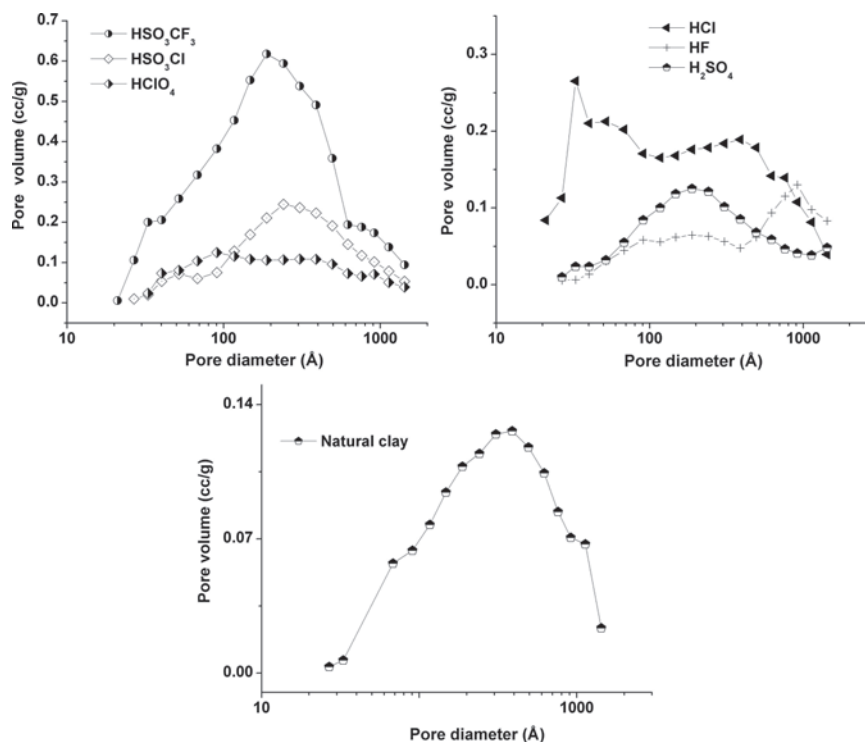 0.7
0.6
0.5
0.4
0.3
0.2
0.1
0.0
Pore volume (cc/g)
HSO₃CF₃
HSO₃Cl
HClO₄
10
100
1000
Pore diameter (Å)
0.3
0.2
0.1
0.0
Pore volume (cc/g)
HCl
HF
H₂SO₄
10
100
1000
Pore diameter (Å)
0.14
0.07
0.00
Pore volume (cc/g)
Natural clay
10
1000
Pore diameter (Å)